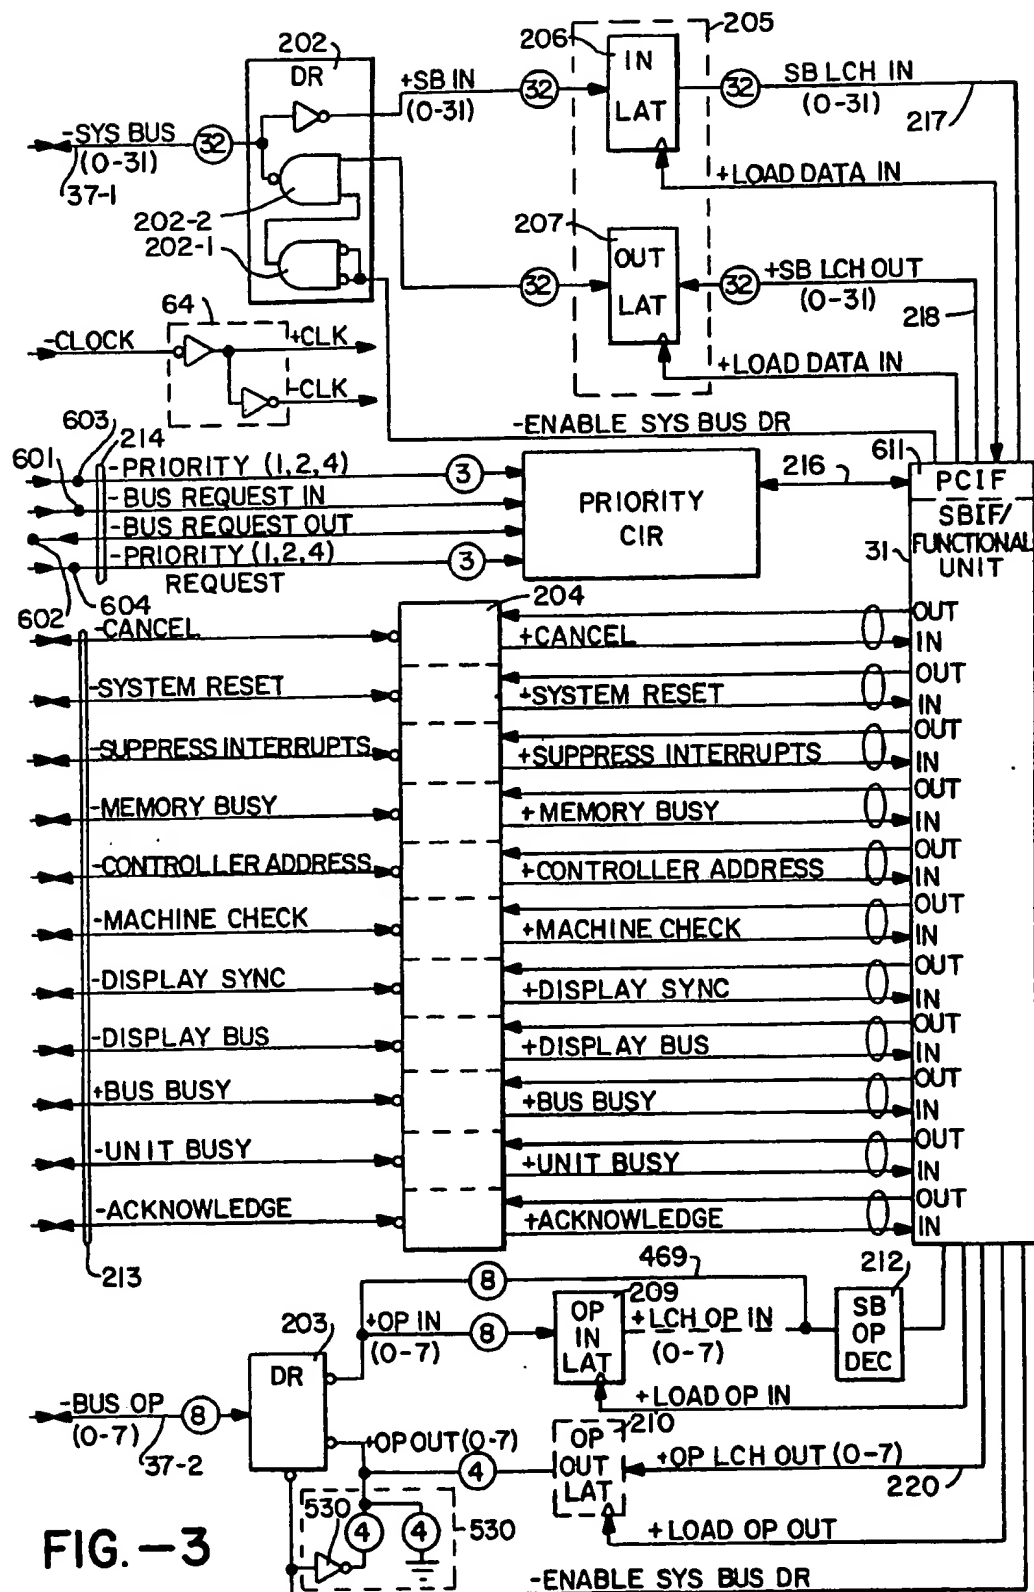 202
DR
206
205
IN
LAT
+SB IN
(0-31)
32
32
SB LCH IN
(0-31)
217
-SYS BUS
(0-31)
32
37-1
+LOAD DATA IN
202-2
202-1
207
OUT
LAT
32
32
+SB LCH OUT
(0-31)
218
64
-CLOCK
+CLK
-CLK
+LOAD DATA IN
-ENABLE SYS BUS DR
603
214
601
611
-PRIORITY (1,2,4)
3
-BUS REQUEST IN
-BUS REQUEST OUT
-PRIORITY (1,2,4)
REQUEST
3
PRIORITY
CIR
216
PCIF
SBIF/
FUNCTIONAL
UNIT
31
602
604
204
-CANCEL
+CANCEL
OUT
IN
-SYSTEM RESET
+SYSTEM RESET
OUT
IN
-SUPPRESS INTERRUPTS
+SUPPRESS INTERRUPTS
OUT
IN
-MEMORY BUSY
+MEMORY BUSY
OUT
IN
-CONTROLLER ADDRESS
+CONTROLLER ADDRESS
OUT
IN
-MACHINE CHECK
+MACHINE CHECK
OUT
IN
-DISPLAY SYNC
+DISPLAY SYNC
OUT
IN
-DISPLAY BUS
+DISPLAY BUS
OUT
IN
+BUS BUSY
+BUS BUSY
OUT
IN
-UNIT BUSY
+UNIT BUSY
OUT
IN
-ACKNOWLEDGE
+ACKNOWLEDGE
OUT
IN
213
469
212
8
209
203
+OP IN
(0-7)
8
OP
IN
LAT
+LCH OP IN
(0-7)
SB
OP
DEC
DR
-BUS OP
(0-7)
8
37-2
+LOAD OP IN
210
+OP OUT (0-7)
4
OP
OUT
LAT
+OP LCH OUT (0-7)
220
530
4
4
530
+LOAD OP OUT
FIG.-3
-ENABLE SYS BUS DR